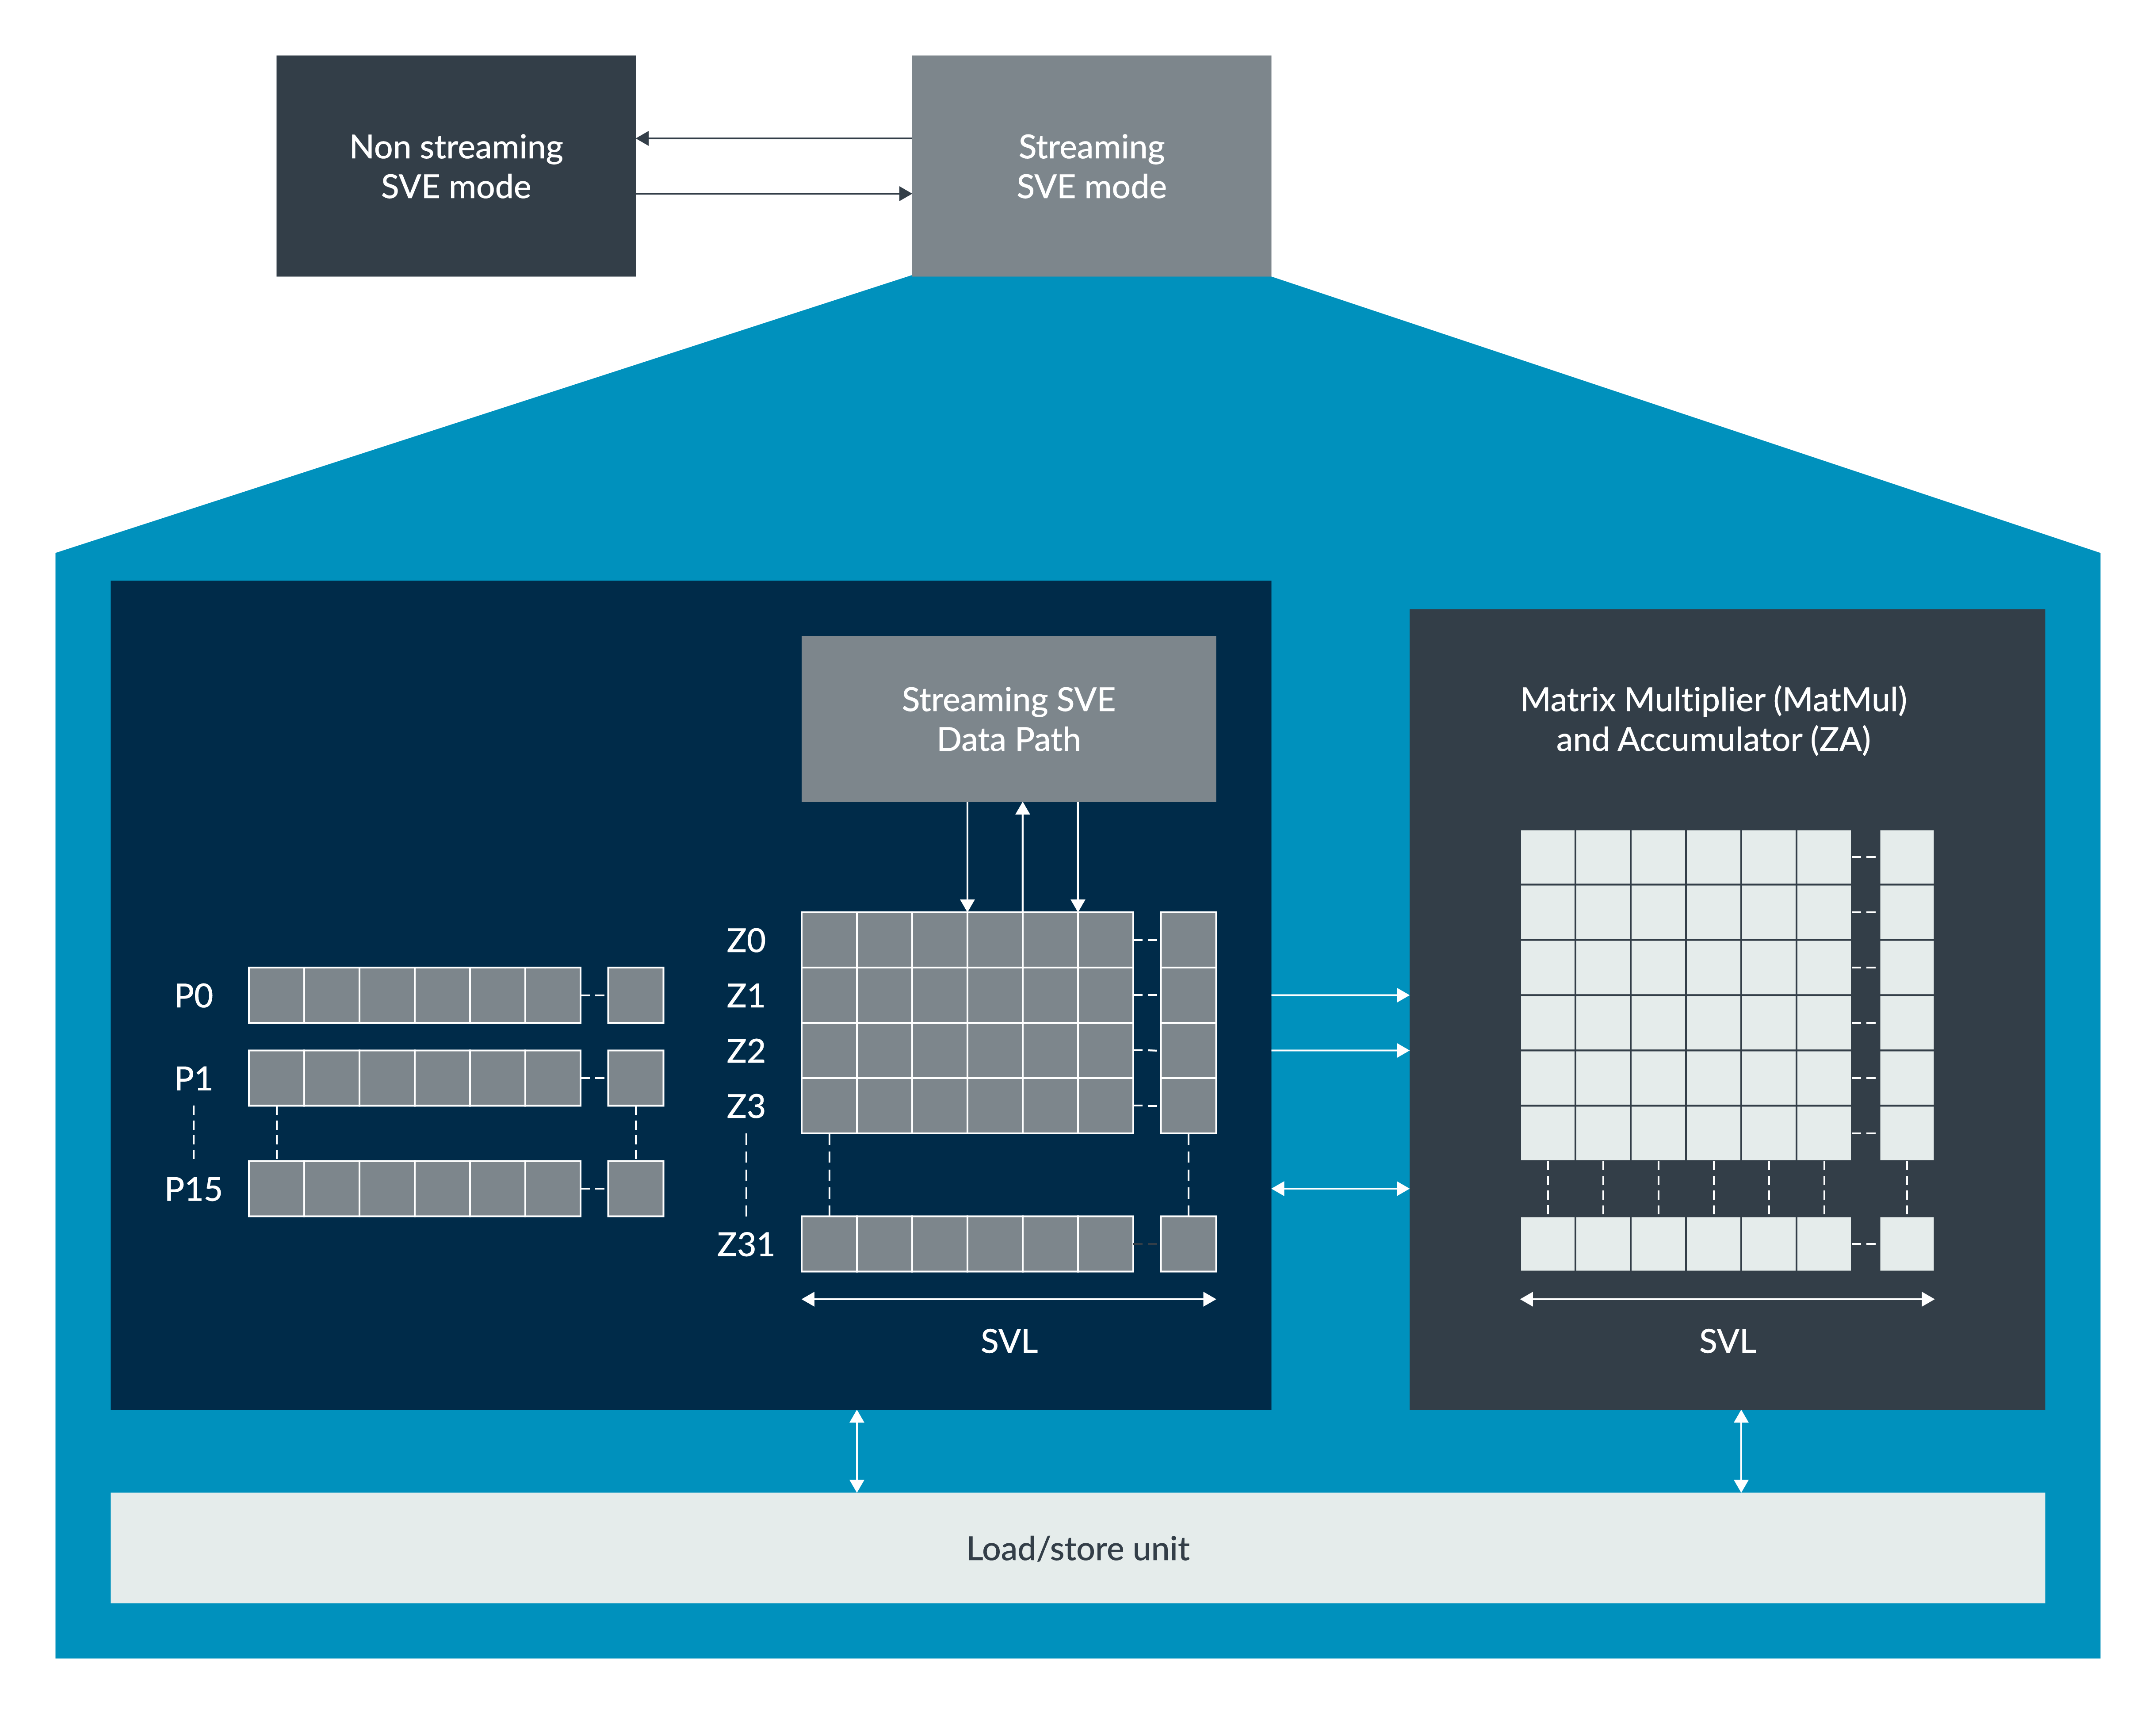 Non streaming
SVE mode
Streaming
SVE mode
Streaming SVE
Data Path
Matrix Multiplier (MatMul)
and Accumulator (ZA)
P0
P1
P15
Z0
Z1
Z2
Z3
Z31
SVL
SVL
Load/store unit